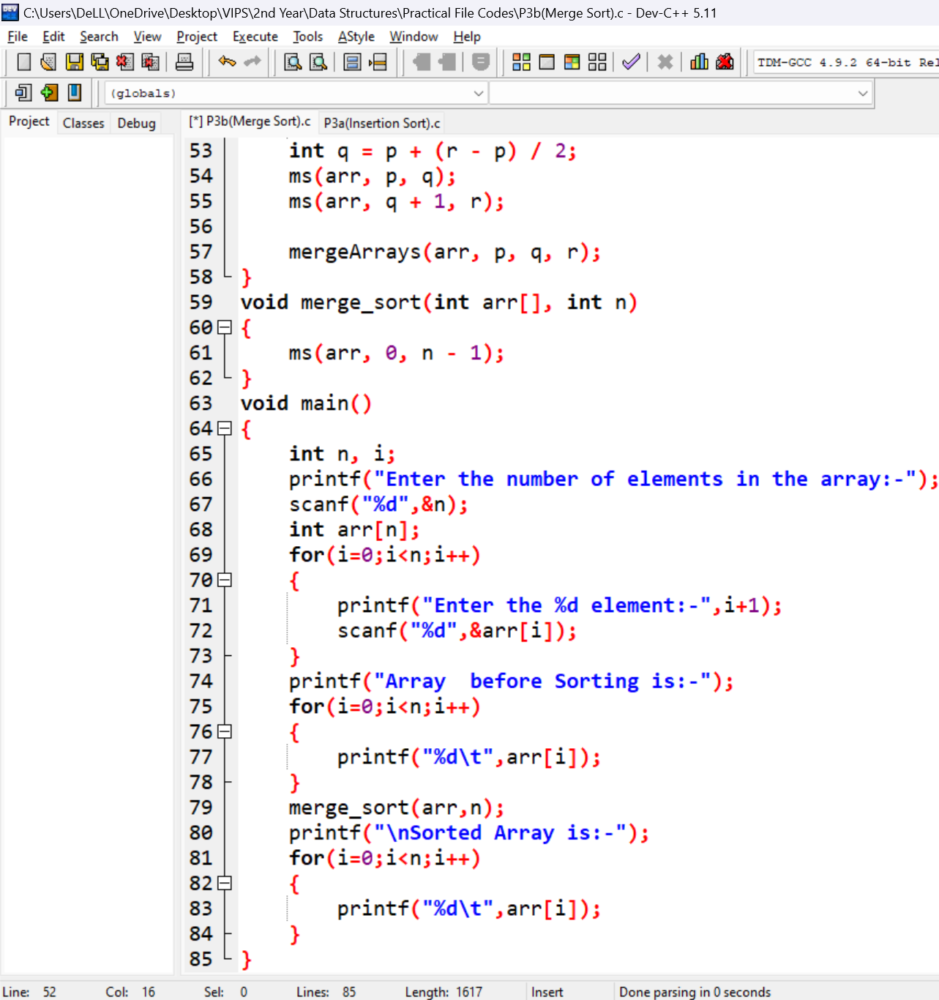 C:\Users\DeLL\OneDrive\Desktop\VIPS\2nd Year\Data Structures\Practical File Codes\P3b(Merge Sort).c - Dev-C++ 5.11
File Edit Search View Project Execute Tools AStyle Window Help
TDM-GCC 4.9.2 64-bit Rel
(globals)
Project Classes Debug [*] P3b(Merge Sort).c P3a(Insertion Sort).c
53 int q = p + (r - p) / 2;
54 ms(arr, p, q);
55 ms(arr, q + 1, r);
56
57 mergeArrays(arr, p, q, r);
58 }
59 void merge_sort(int arr[], int n)
60 {
61 ms(arr, 0, n - 1);
62 }
63 void main()
64 {
65 int n, i;
66 printf("Enter the number of elements in the array:-");
67 scanf("%d",&n);
68 int arr[n];
69 for(i=0;i<n;i++)
70 {
71 printf("Enter the %d element:-",i+1);
72 scanf("%d",&arr[i]);
73 }
74 printf("Array  before Sorting is:-");
75 for(i=0;i<n;i++)
76 {
77 printf("%d\t",arr[i]);
78 }
79 merge_sort(arr,n);
80 printf("\nSorted Array is:-");
81 for(i=0;i<n;i++)
82 {
83 printf("%d\t",arr[i]);
84 }
85 }
Line: 52 Col: 16 Sel: 0 Lines: 85 Length: 1617 Insert Done parsing in 0 seconds